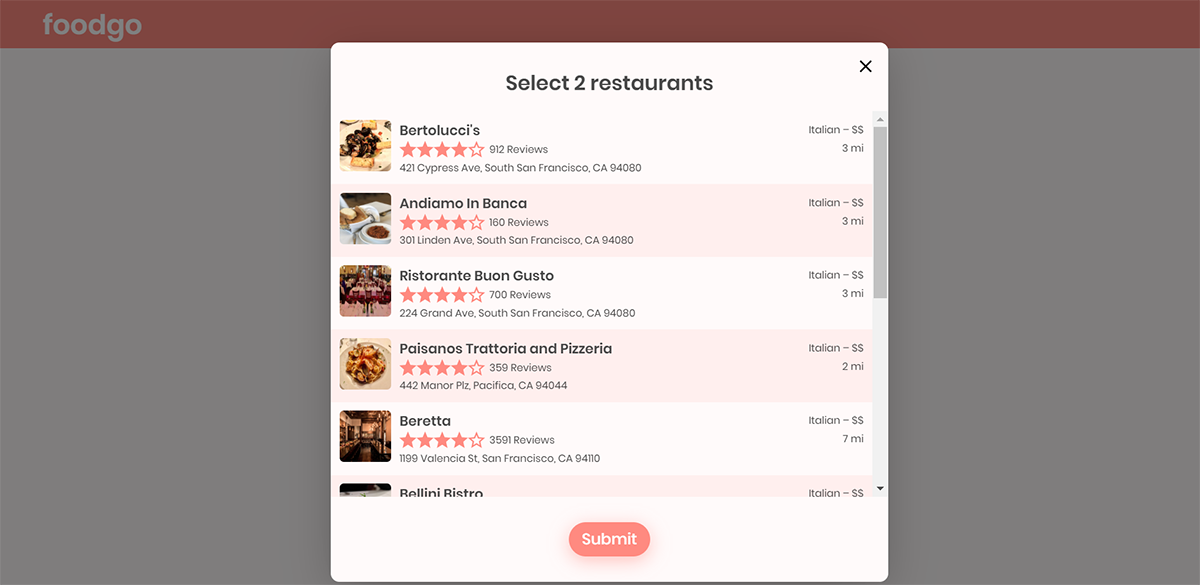 foodgo
Select 2 restaurants
Bertolucci's
Italian – $$
912 Reviews
3 mi
421 Cypress Ave, South San Francisco, CA 94080
Andiamo In Banca
Italian – $$
160 Reviews
3 mi
301 Linden Ave, South San Francisco, CA 94080
Ristorante Buon Gusto
Italian – $$
700 Reviews
3 mi
224 Grand Ave, South San Francisco, CA 94080
Paisanos Trattoria and Pizzeria
Italian – $$
359 Reviews
2 mi
442 Manor Plz, Pacifica, CA 94044
Beretta
Italian – $$
3591 Reviews
7 mi
1199 Valencia St, San Francisco, CA 94110
Bellini Bistro
Italian – $$
Submit